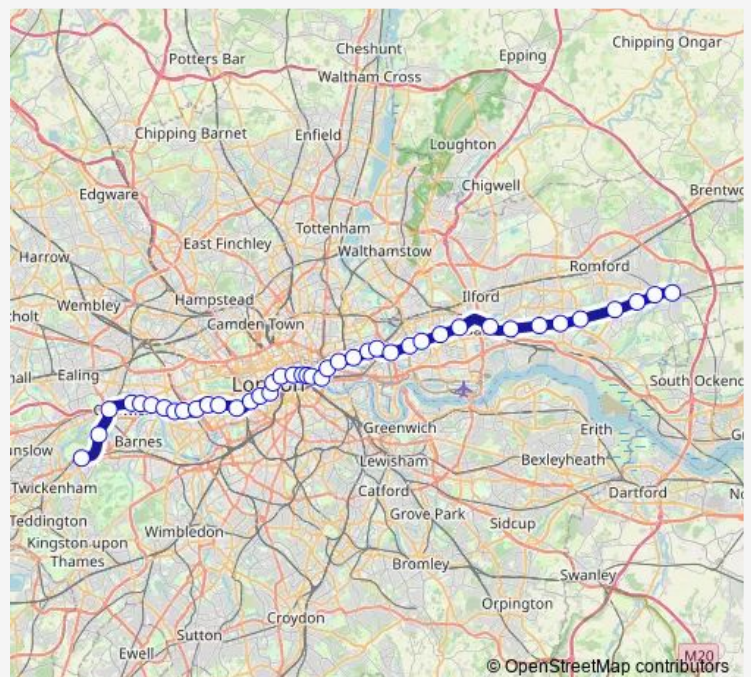 Cheshunt
Chipping Ongar
Potters Bar
Epping
Waltham Cross
Chipping Barnet
Enfield
Loughton
Chigwell
Edgware
Brentwo
Tottenham
East Finchley
Walthamstow
Harrow
Romford
Hampstead
Ilford
Wembley
Camden Town
Ealing
London
South Ockend
Barnes
Greenwich
Erith
Lewisham
Bexleyheath
Twickenham
Catford
Dartford
Teddington
Grove Park
Sidcup
Wimbledon
Kingston upon
Thames
Bromley
Swanley
Orpington
Croydon
Sutton
Ewell
M20
© OpenStreetMap contributors